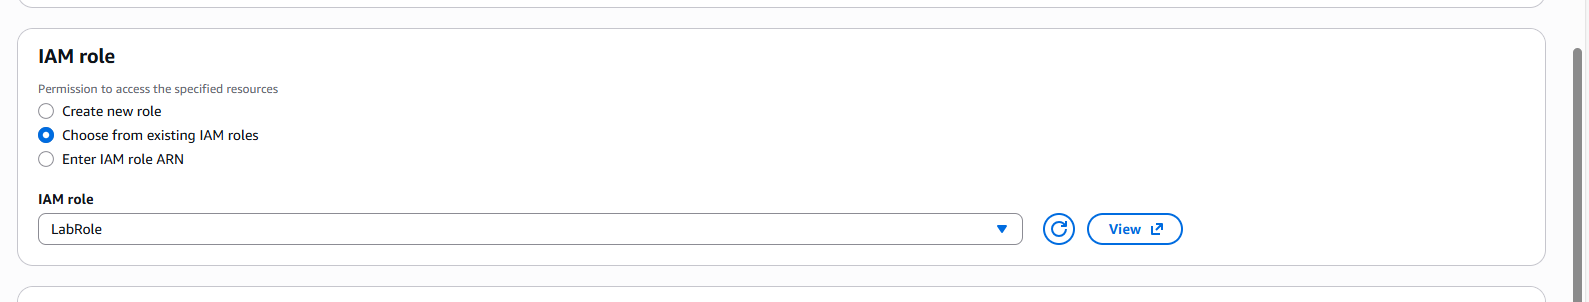 IAM role
Permission to access the specified resources
Create new role
Choose from existing IAM roles
Enter IAM role ARN
IAM role
LabRole
View